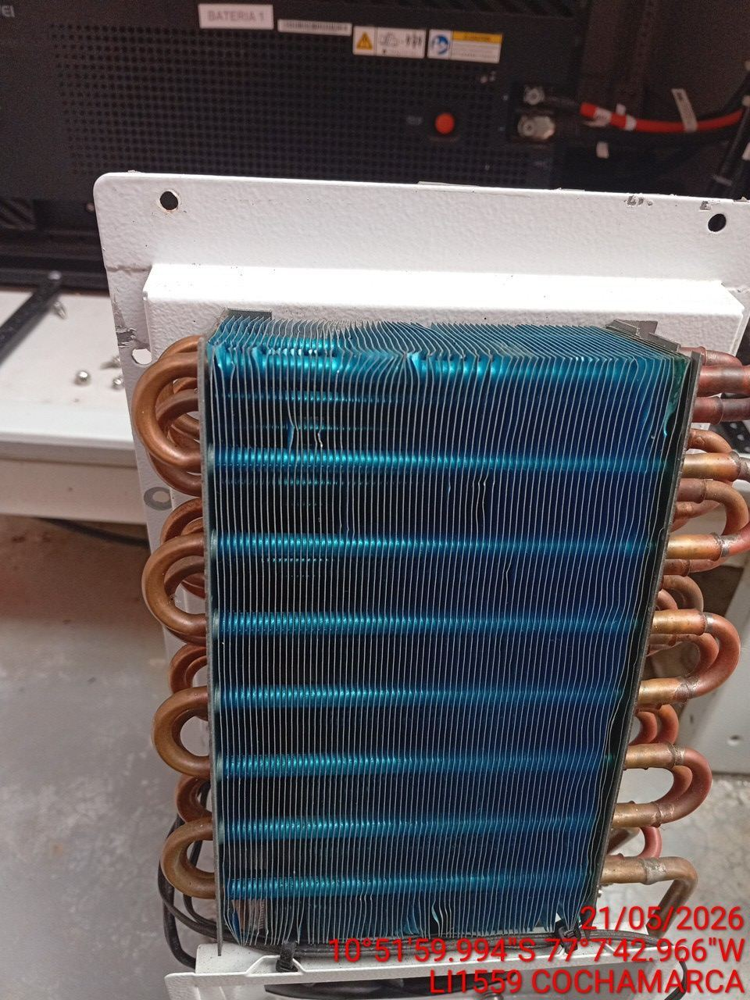 BATERIA 1
21/05/2026
10°51'59.994"S 77°7'42.966"W
LI1559 COCHAMARCA